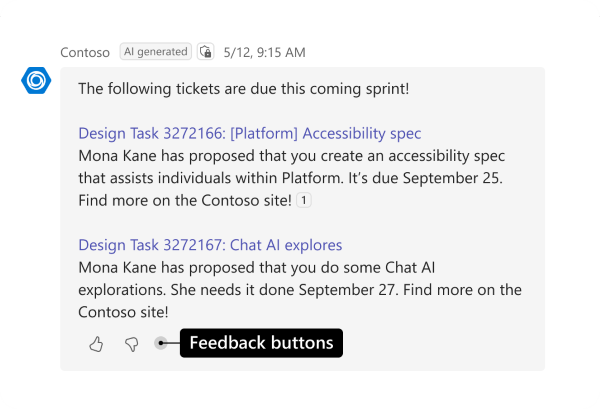 Contoso AI generated 5/12, 9:15 AM
The following tickets are due this coming sprint!
Design Task 3272166: [Platform] Accessibility spec
Mona Kane has proposed that you create an accessibility spec
that assists individuals within Platform. It’s due September 25.
Find more on the Contoso site! 1
Design Task 3272167: Chat AI explores
Mona Kane has proposed that you do some Chat AI
explorations. She needs it done September 27. Find more on the
Contoso site!
Feedback buttons